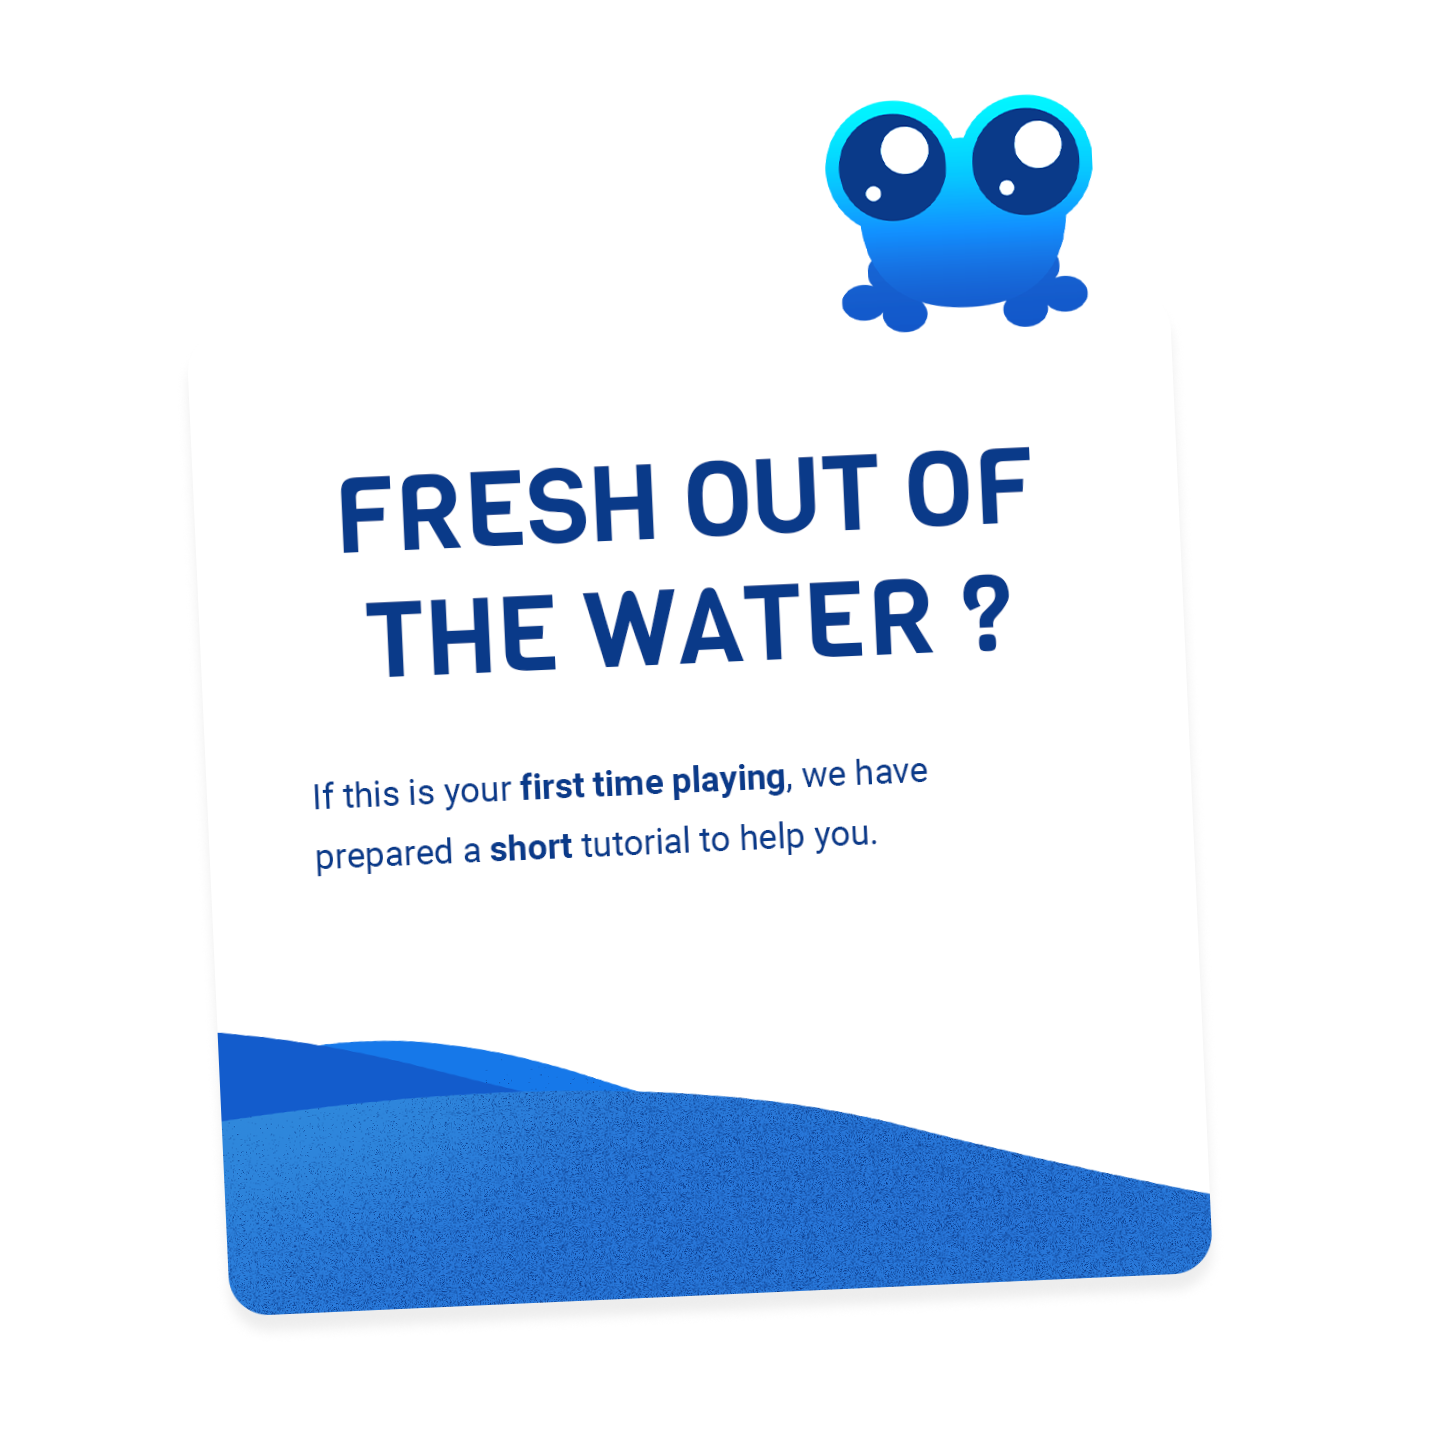 FRESH OUT OF
THE WATER ?
If this is your first time playing, we have
prepared a short tutorial to help you.